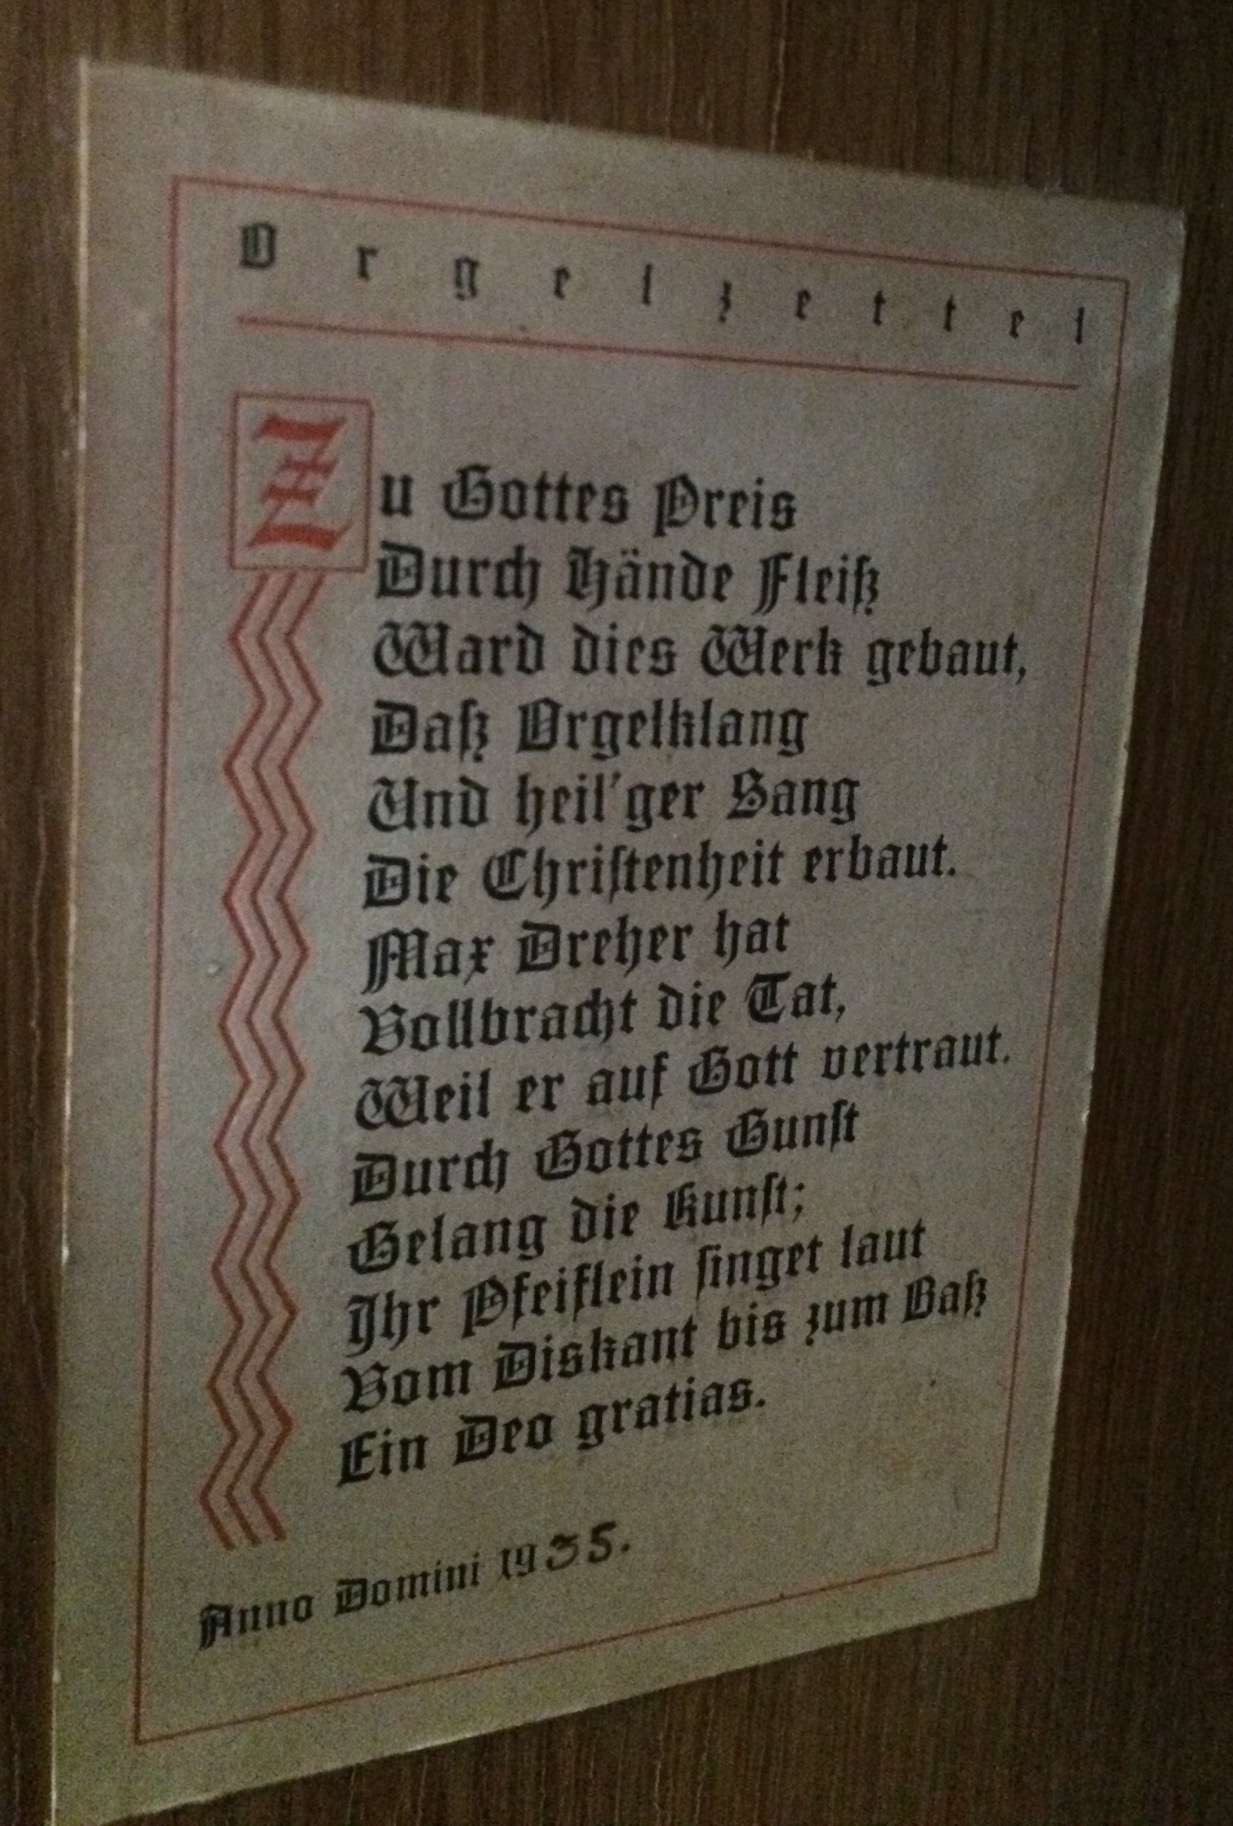 Orgelzettel
Zu Gottes Preis
Durch Hände Fleiß
Ward dies Werk gebaut,
Daß Orgelklang
Und heil'ger Sang
Die Chriſtenheit erbaut.
Max Dreher hat
Vollbracht die Tat,
Weil er auf Gott vertraut.
Durch Gottes Gunſt
Gelang die Kunſt;
Ihr Pfeiflein ſinget laut
Vom Diskant bis zum Baß
Ein Deo gratias.
Anno Domini 1935.